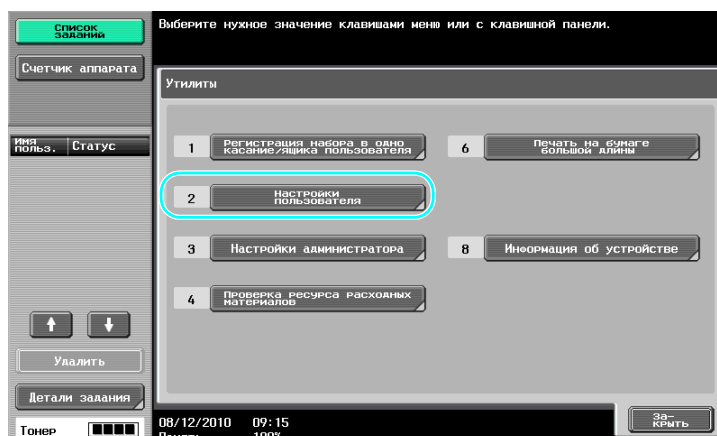 Список
заданий
Выберите нужное значение клавишами меню или с клавишной панели.
Счетчик аппарата
Утилиты
Имя
польз.
Статус
1
Регистрация набора в одно
касание/ящика пользователя
6
Печать на бумаге
большой длины
2
Настройки
пользователя
3
Настройки администратора
8
Информация об устройстве
4
Проверка ресурса расходных
материалов
Удалить
Детали задания
За-
крыть
Тонер
08/12/2010 09:15
Память 100%